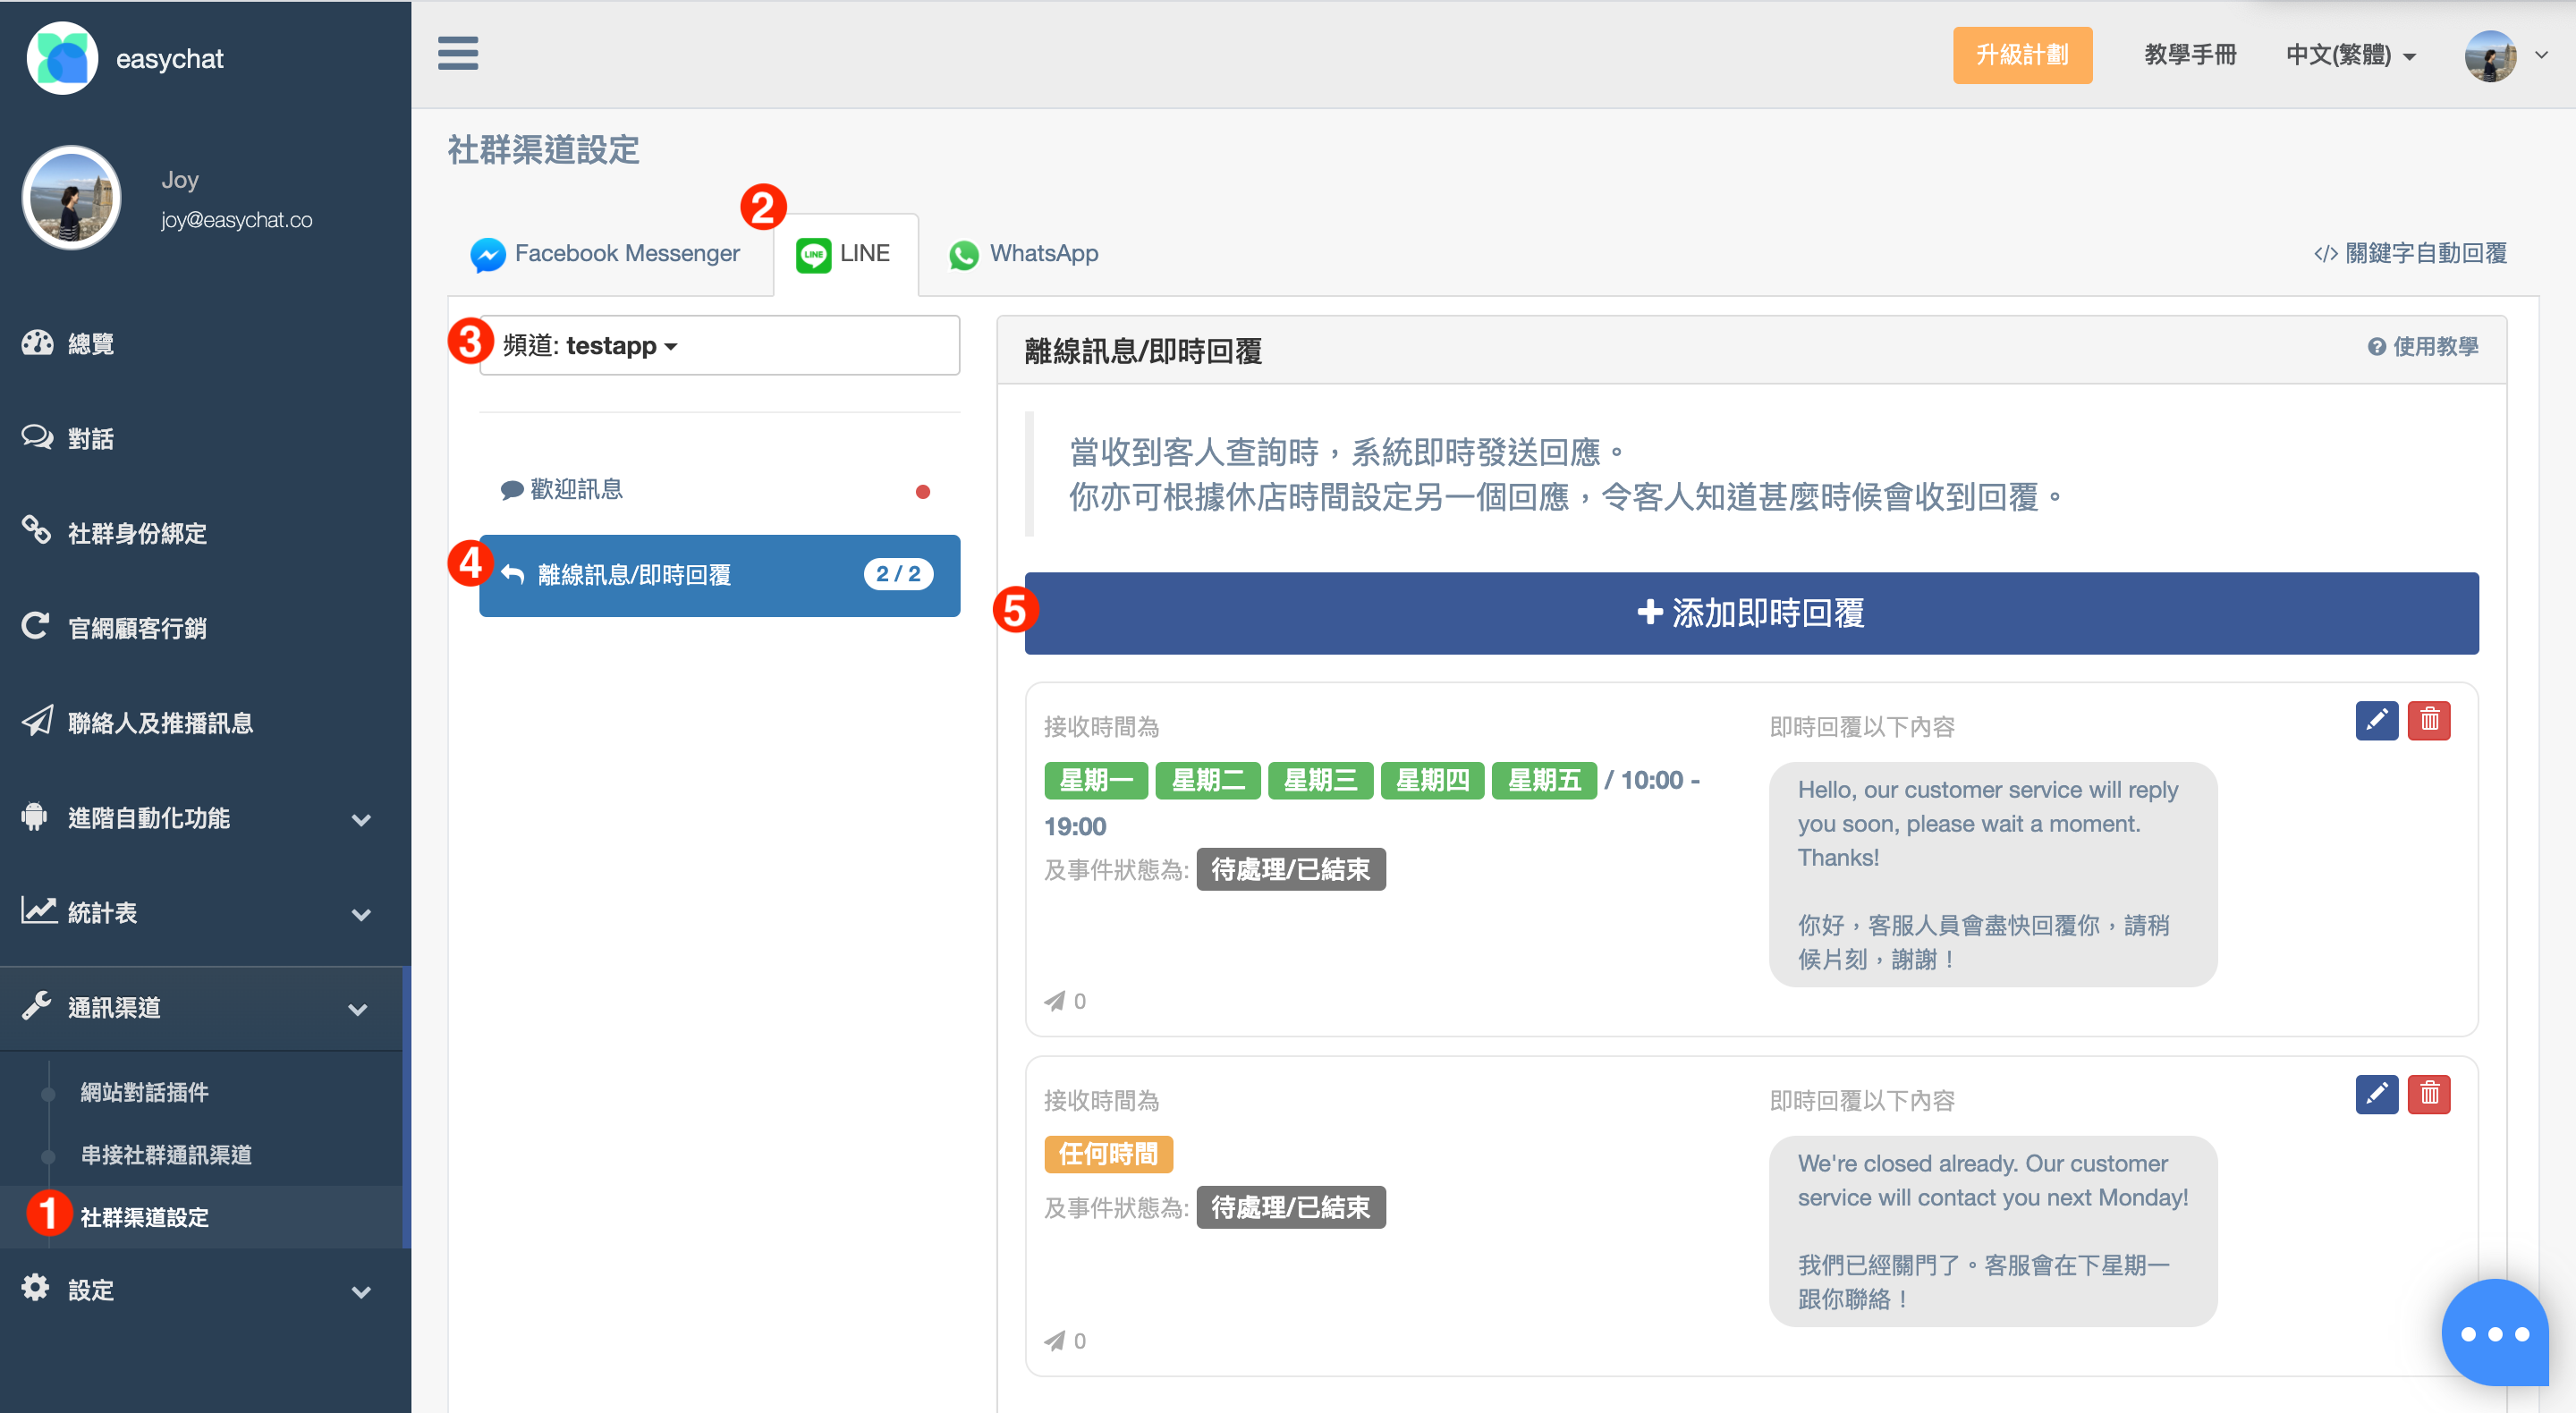 easychat
Joy
joy@easychat.co
總覽
對話
社群身份綁定
官網顧客行銷
聯絡人及推播訊息
進階自動化功能
統計表
通訊渠道
網站對話插件
串接社群通訊渠道
1 社群渠道設定
設定
升級計劃
教學手冊
中文(繁體)
社群渠道設定
2
Facebook Messenger
LINE LINE
WhatsApp
</> 關鍵字自動回覆
3 頻道: testapp
歡迎訊息
4 離線訊息/即時回覆 2 / 2
離線訊息/即時回覆
使用教學
當收到客人查詢時,系統即時發送回應。
你亦可根據休店時間設定另一個回應,令客人知道甚麼時候會收到回覆。
5 添加即時回覆
接收時間為
星期一 星期二 星期三 星期四 星期五 / 10:00 -
19:00
及事件狀態為: 待處理/已結束
0
即時回覆以下內容
Hello, our customer service will reply
you soon, please wait a moment.
Thanks!
你好,客服人員會盡快回覆你,請稍
候片刻,謝謝!
接收時間為
任何時間
及事件狀態為: 待處理/已結束
0
即時回覆以下內容
We're closed already. Our customer
service will contact you next Monday!
我們已經關門了。客服會在下星期一
跟你聯絡!